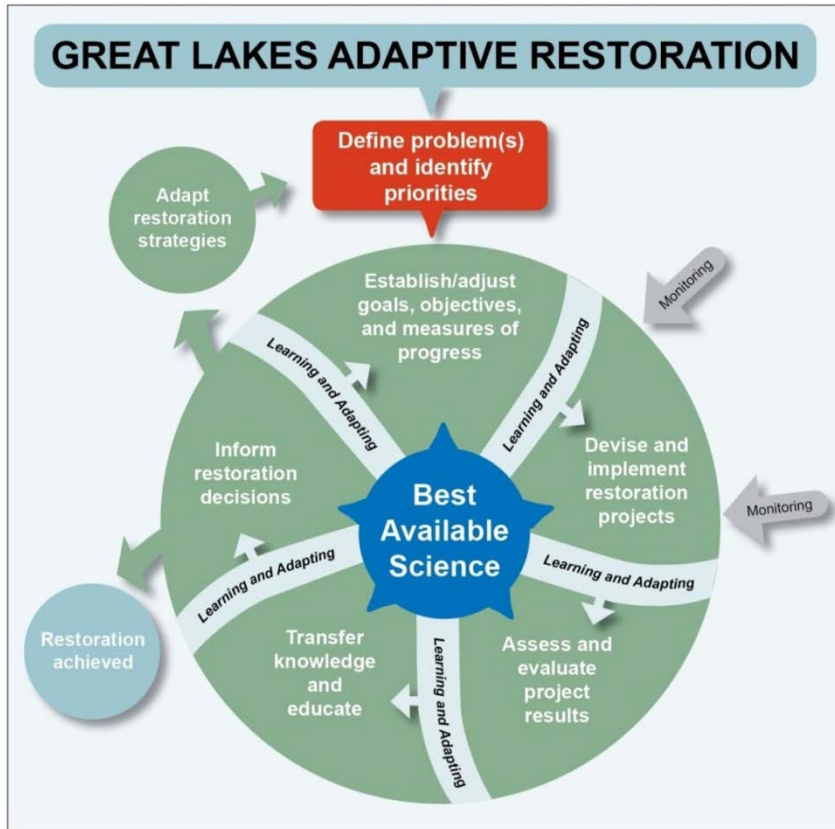 GREAT LAKES ADAPTIVE RESTORATION
Define problem(s)
and identify
priorities
Adapt
restoration
strategies
Establish/adjust
goals, objectives,
and measures of
progress
Monitoring
Learning and Adapting
Learning and Adapting
Devise and
implement
restoration
projects
Monitoring
Inform
restoration
decisions
Best
Available
Science
Learning and Adapting
Learning and Adapting
Restoration
achieved
Transfer
knowledge
and
educate
Learning and Adapting
Assess and
evaluate
project
results